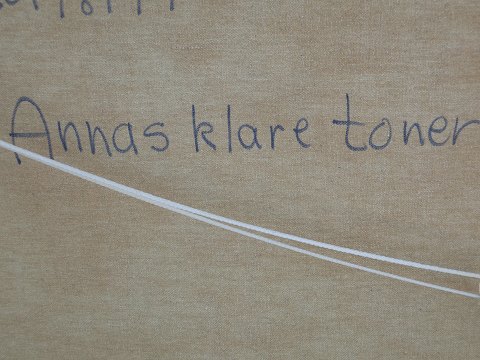 Annas klare toner